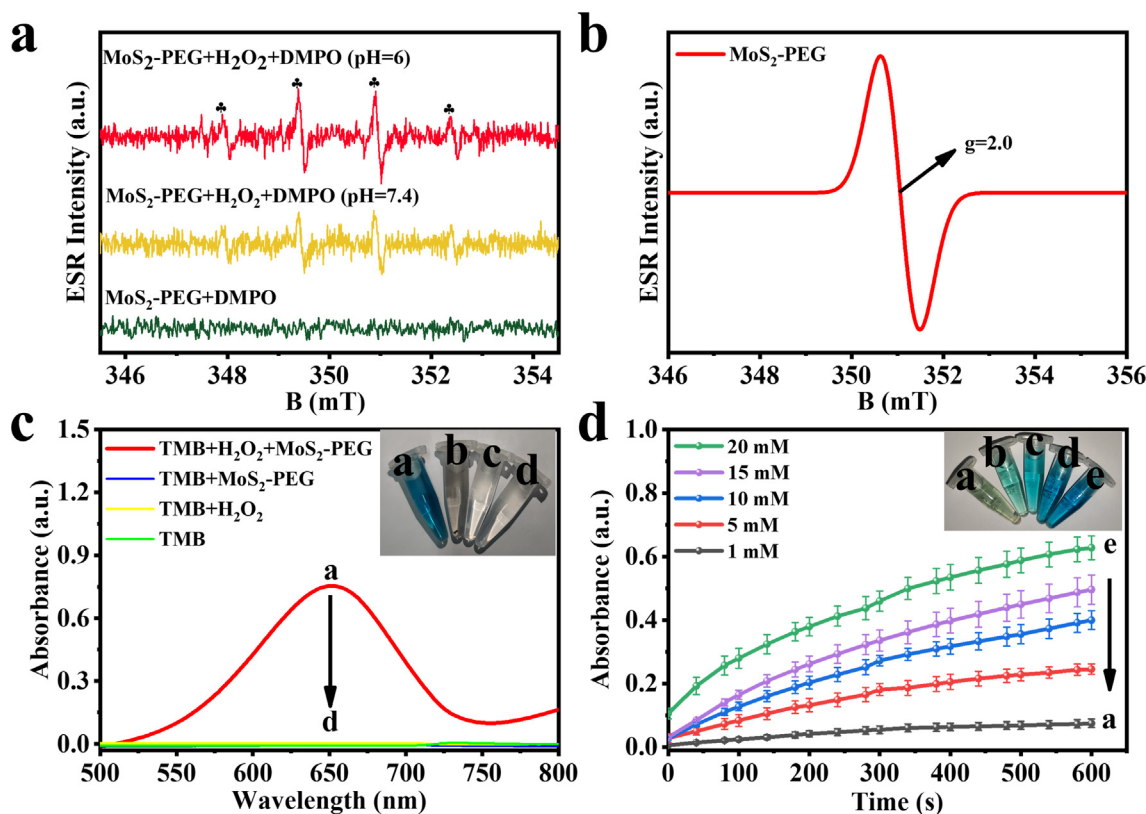 a
MoS₂-PEG+H₂O₂+DMPO (pH=6)
♣ ♣ ♣ ♣
MoS₂-PEG+H₂O₂+DMPO (pH=7.4)
MoS₂-PEG+DMPO
ESR Intensity (a.u.)
346 348 350 352 354
B (mT)
b
MoS₂-PEG
g=2.0
ESR Intensity (a.u.)
346 348 350 352 354 356
B (mT)
c
TMB+H₂O₂+MoS₂-PEG
TMB+MoS₂-PEG
TMB+H₂O₂
TMB
a b c d
a
d
Absorbance (a.u.)
1.5
1.2
0.9
0.6
0.3
0.0
500 550 600 650 700 750 800
Wavelength (nm)
d
20 mM
15 mM
10 mM
5 mM
1 mM
a b c d e
e
a
Absorbance (a.u.)
1.0
0.8
0.6
0.4
0.2
0.0
0 100 200 300 400 500 600
Time (s)